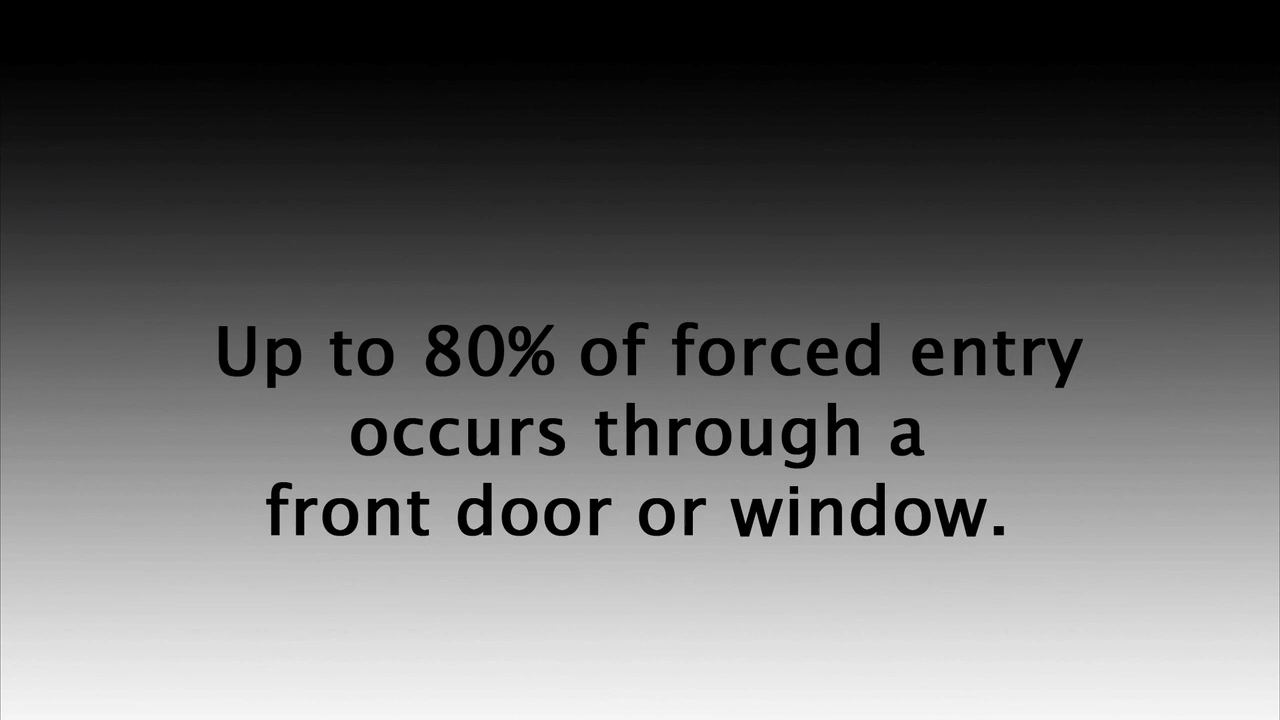 Up to 80% of forced entry
occurs through a
front door or window.